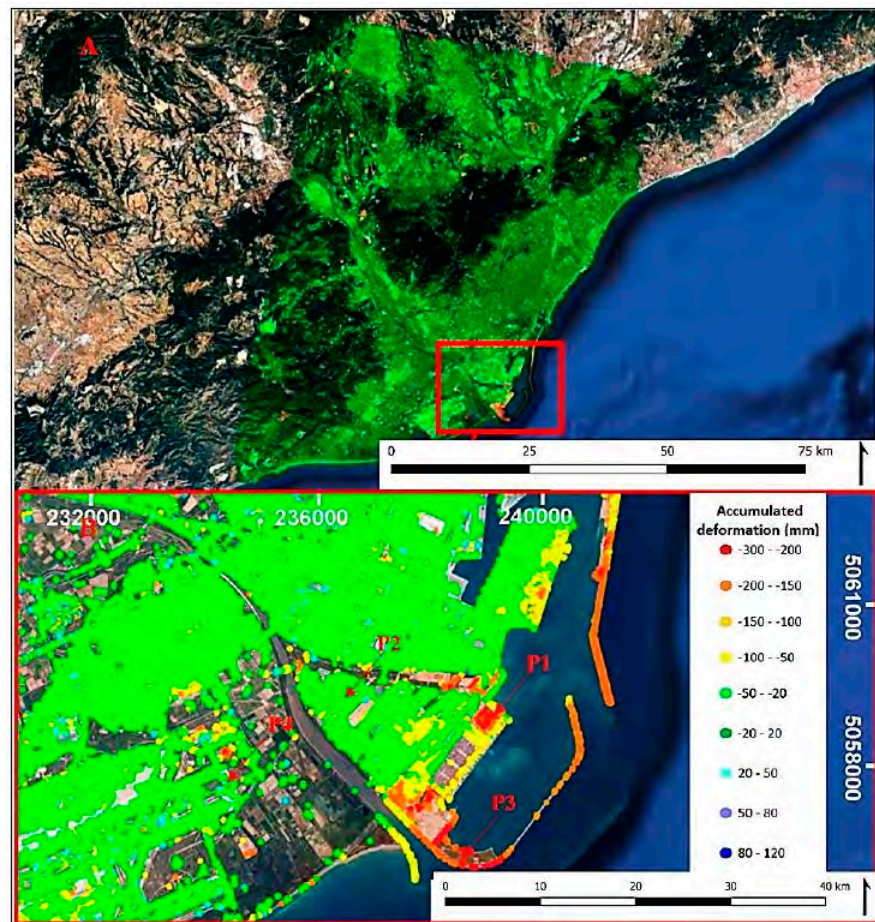 A
0 25 50 75 km
B
232000 236000 240000
Accumulated
deformation (mm)
-300 - -200
-200 - -150
-150 - -100
-100 - -50
-50 - -20
-20 - 20
20 - 50
50 - 80
80 - 120
5061000
5058000
P2
P1
P4
P3
0 10 20 30 40 km